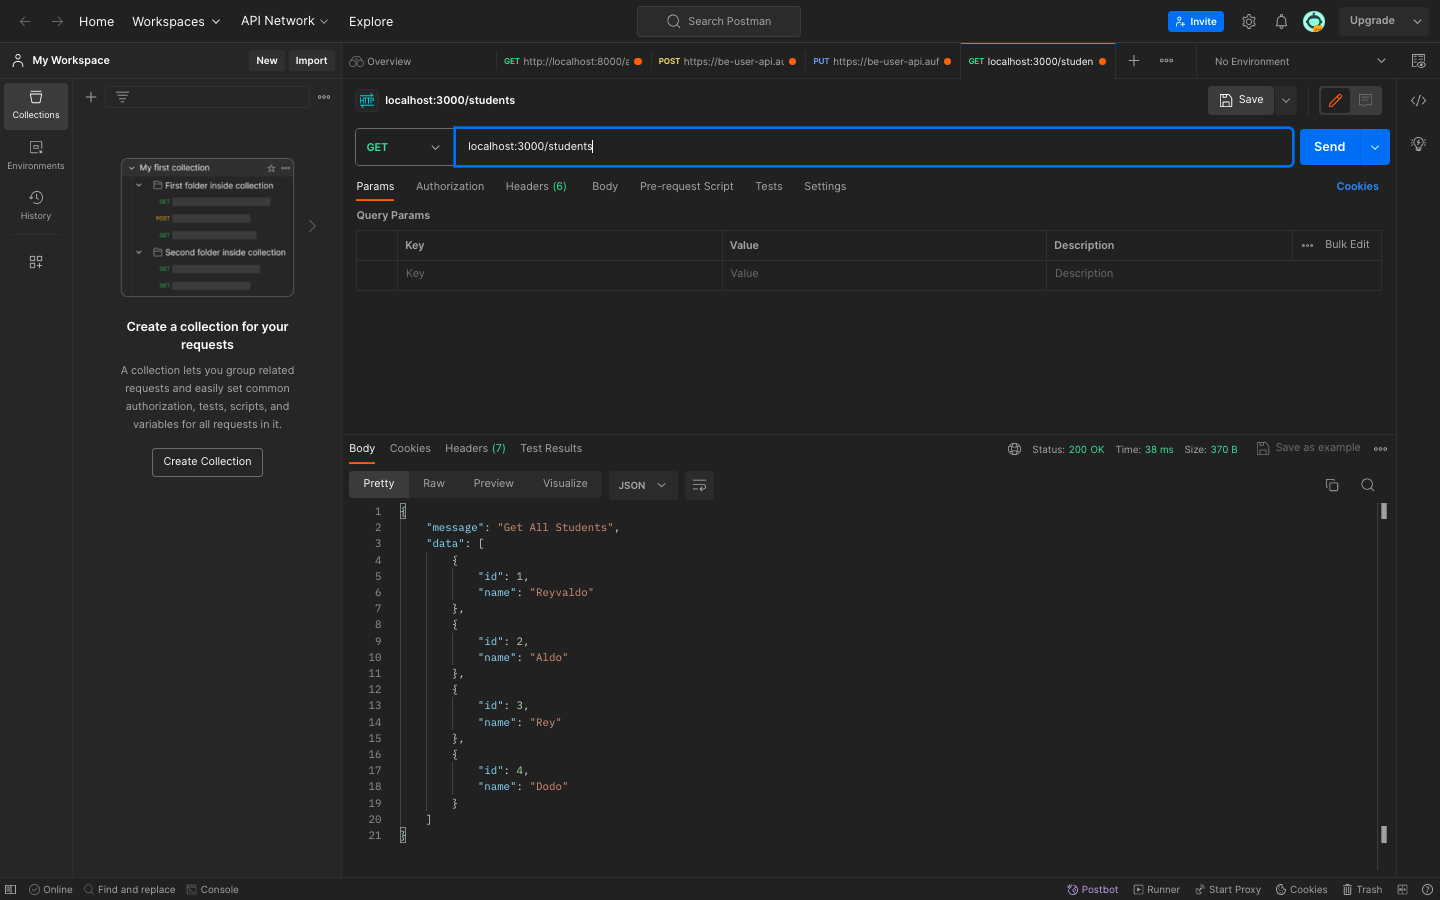 Home Workspaces API Network Explore Search Postman Invite Upgrade
My Workspace New Import Overview GET http://localhost:8000/a POST https://be-user-api.au PUT https://be-user-api.auf GET localhost:3000/studen No Environment
Collections
Environments
History
My first collection
First folder inside collection
GET
POST
GET
Second folder inside collection
GET
GET
Create a collection for your
requests
A collection lets you group related
requests and easily set common
authorization, tests, scripts, and
variables for all requests in it.
Create Collection
HTTP localhost:3000/students Save
GET localhost:3000/students Send
Params Authorization Headers (6) Body Pre-request Script Tests Settings Cookies
Query Params
Key Value Description Bulk Edit
Key Value Description
Body Cookies Headers (7) Test Results Status: 200 OK Time: 38 ms Size: 370 B Save as example
Pretty Raw Preview Visualize JSON
1 {
2 "message": "Get All Students",
3 "data": [
4 {
5 "id": 1,
6 "name": "Reyvaldo"
7 },
8 {
9 "id": 2,
10 "name": "Aldo"
11 },
12 {
13 "id": 3,
14 "name": "Rey"
15 },
16 {
17 "id": 4,
18 "name": "Dodo"
19 }
20 ]
21 }
Online Find and replace Console Postbot Runner Start Proxy Cookies Trash